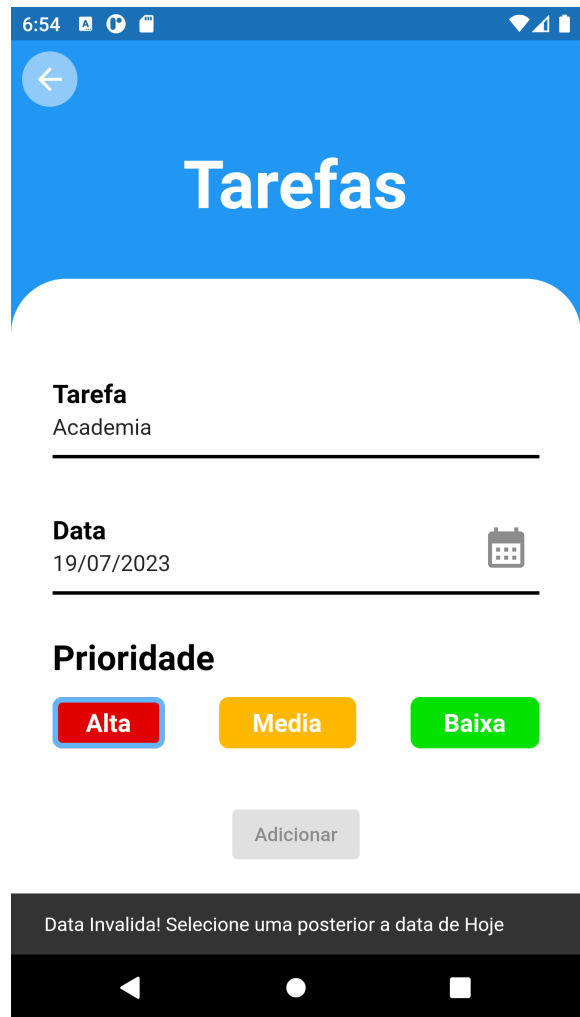 6:54
Tarefas
Tarefa
Academia
Data
19/07/2023
Prioridade
Alta Media Baixa
Adicionar
Data Invalida! Selecione uma posterior a data de Hoje